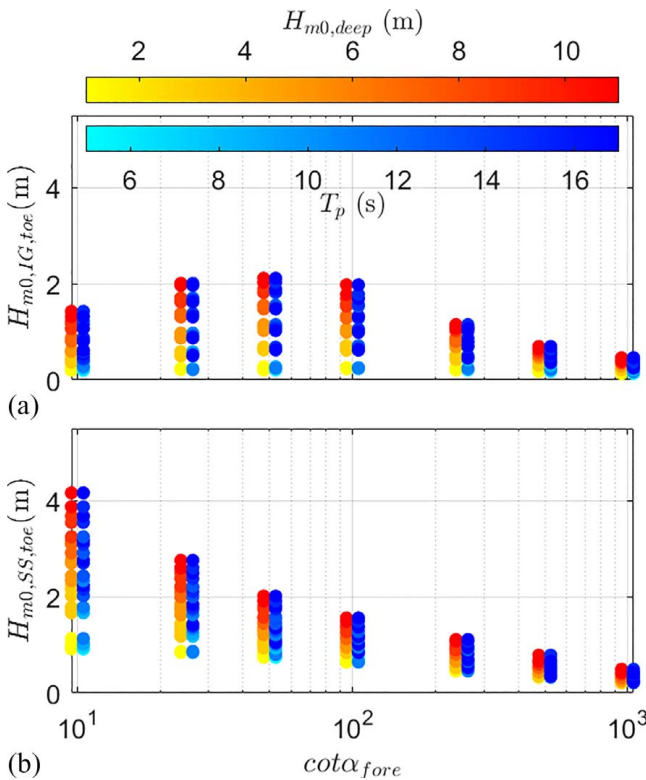 H_{m0,deep} (m)
2 4 6 8 10
6 8 10 12 14 16
T_p (s)
H_{m0,IG,toe}(m)
4
2
0
(a)
H_{m0,SS,toe}(m)
4
2
0
10^1 10^2 10^3
(b)
cotα_{fore}